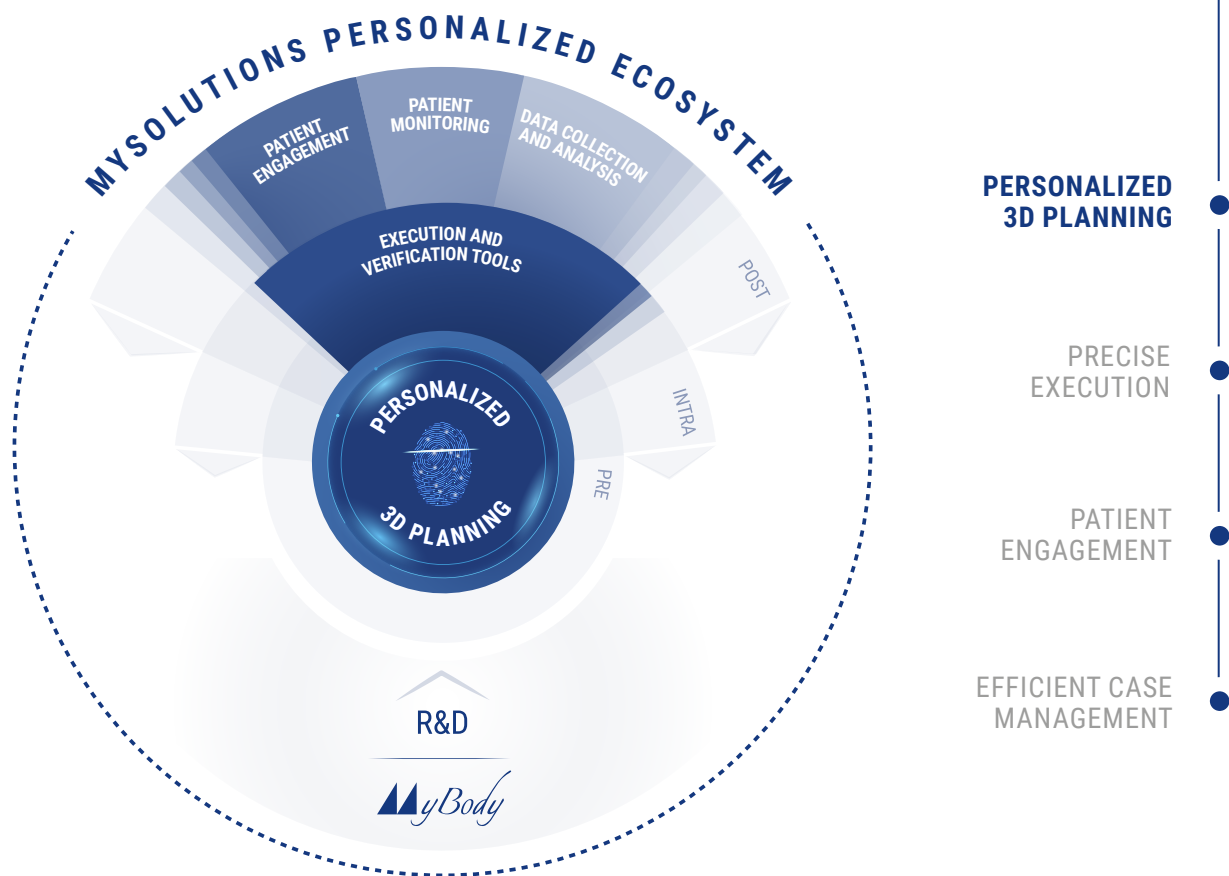 MYSOLUTIONS PERSONALIZED ECOSYSTEM
PATIENT
ENGAGEMENT
PATIENT
MONITORING
DATA COLLECTION
AND ANALYSIS
EXECUTION AND
VERIFICATION TOOLS
POST
INTRA
PRE
PERSONALIZED
3D PLANNING
R&D
MyBody
PERSONALIZED
3D PLANNING
PRECISE
EXECUTION
PATIENT
ENGAGEMENT
EFFICIENT CASE
MANAGEMENT